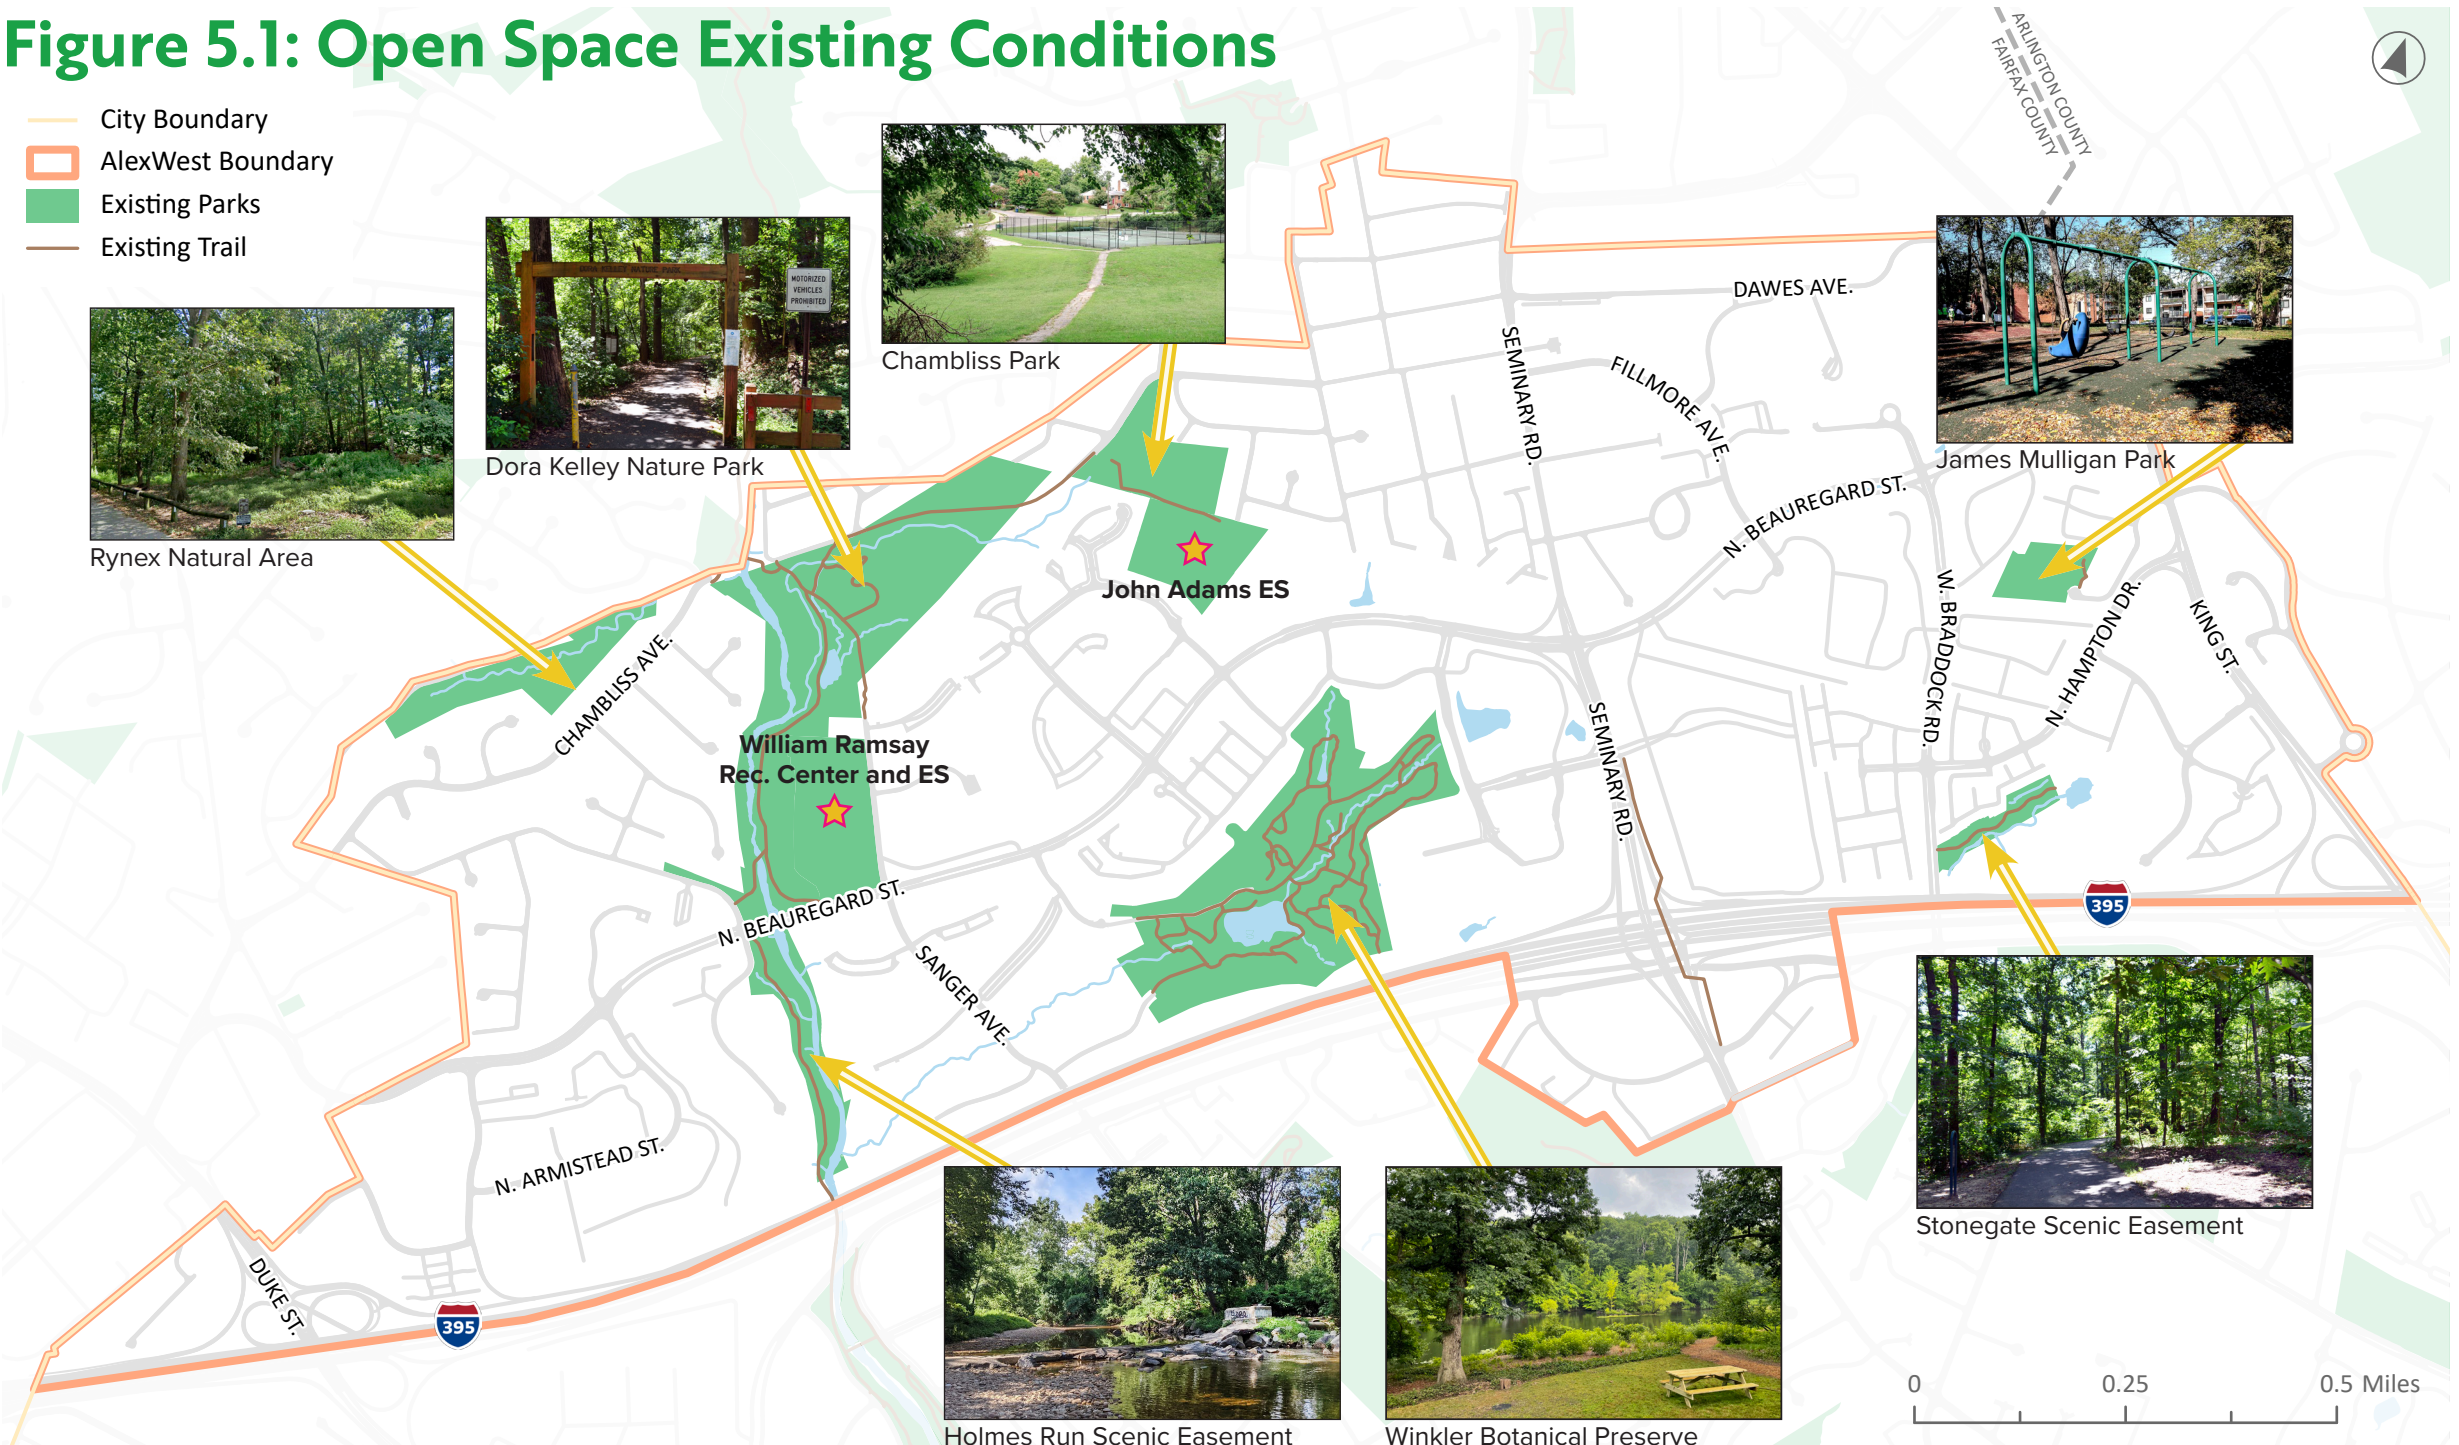 Figure 5.1: Open Space Existing Conditions
City Boundary
AlexWest Boundary
Existing Parks
Existing Trail
ARLINGTON COUNTY
FAIRFAX COUNTY
DORA KELLEY NATURE PARK
MOTORIZED
VEHICLES
PROHIBITED
Chambliss Park
Dora Kelley Nature Park
James Mulligan Park
Rynex Natural Area
DAWES AVE.
SEMINARY RD.
FILLMORE AVE.
N. BEAUREGARD ST.
John Adams ES
W. BRADDOCK RD.
N. HAMPTON DR.
KING ST.
CHAMBLISS AVE.
William Ramsay
Rec. Center and ES
SEMINARY RD.
N. BEAUREGARD ST.
SANGER AVE.
395
N. ARMISTEAD ST.
DUKE ST.
395
Stonegate Scenic Easement
Holmes Run Scenic Easement
Winkler Botanical Preserve
0 0.25 0.5 Miles